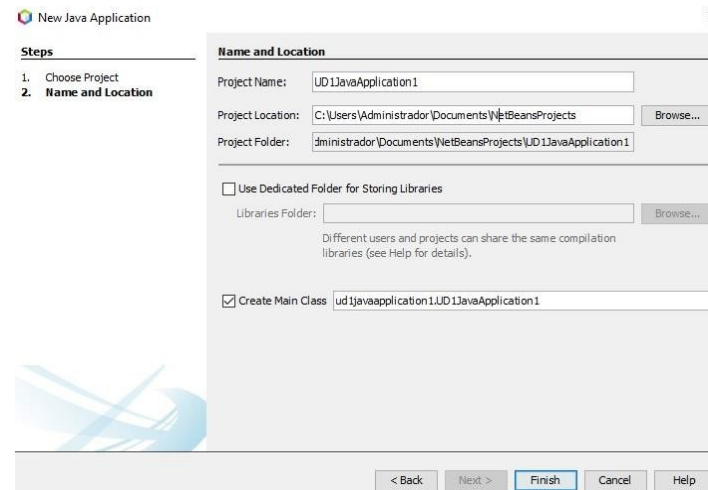 New Java Application
Steps
1. Choose Project
2. Name and Location
Name and Location
Project Name: UD1JavaApplication1
Project Location: C:\Users\Administrador\Documents\NetBeansProjects Browse...
Project Folder: dministrador\Documents\NetBeansProjects\UD1JavaApplication1
Use Dedicated Folder for Storing Libraries
Libraries Folder: Browse...
Different users and projects can share the same compilation
libraries (see Help for details).
Create Main Class ud1javaapplication1.UD1JavaApplication1
< Back Next > Finish Cancel Help